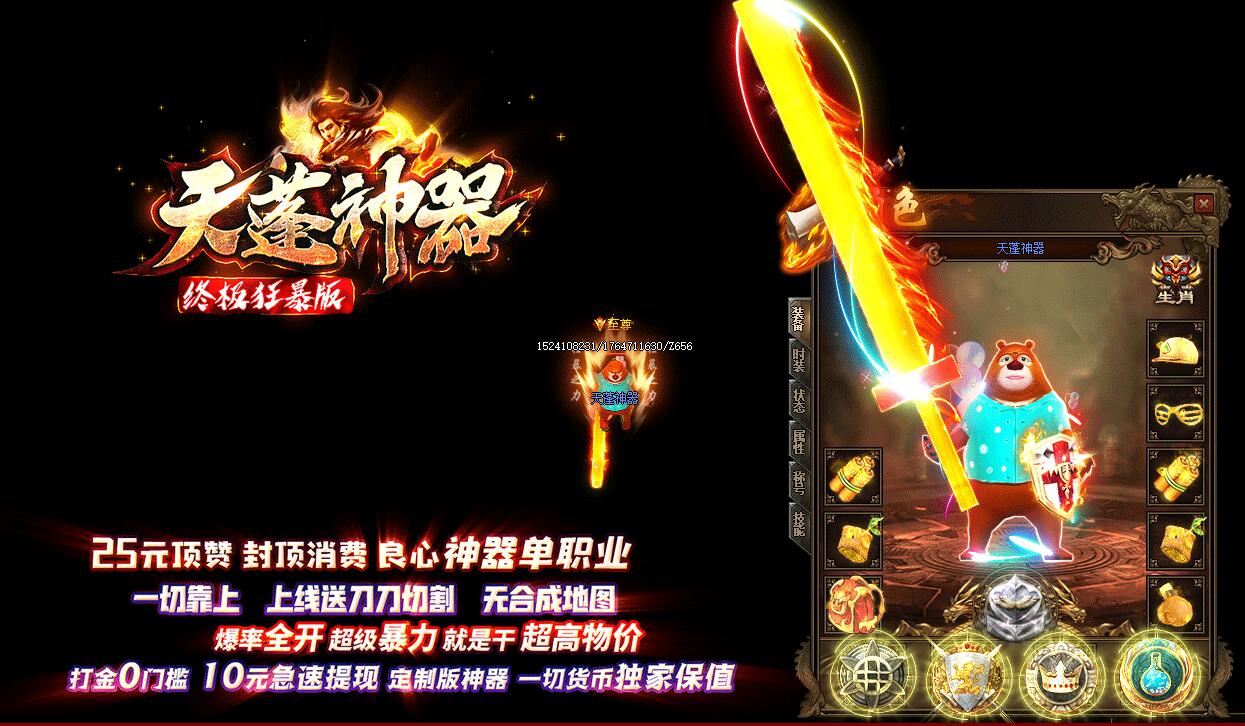 天蓬神器
终极狂暴版
至尊
1524108231/1764711630/Z656
天蓬神器
25元顶赞 封顶消费 良心神器单职业
一切靠上 上线送刀刀切割 无合成地图
爆率全开 超级暴力 就是干 超高物价
打金0门槛 10元急速提现 定制版神器 一切货币独家保值
色
天蓬神器
生肖
装备
时装
状态
属性
称号
技能